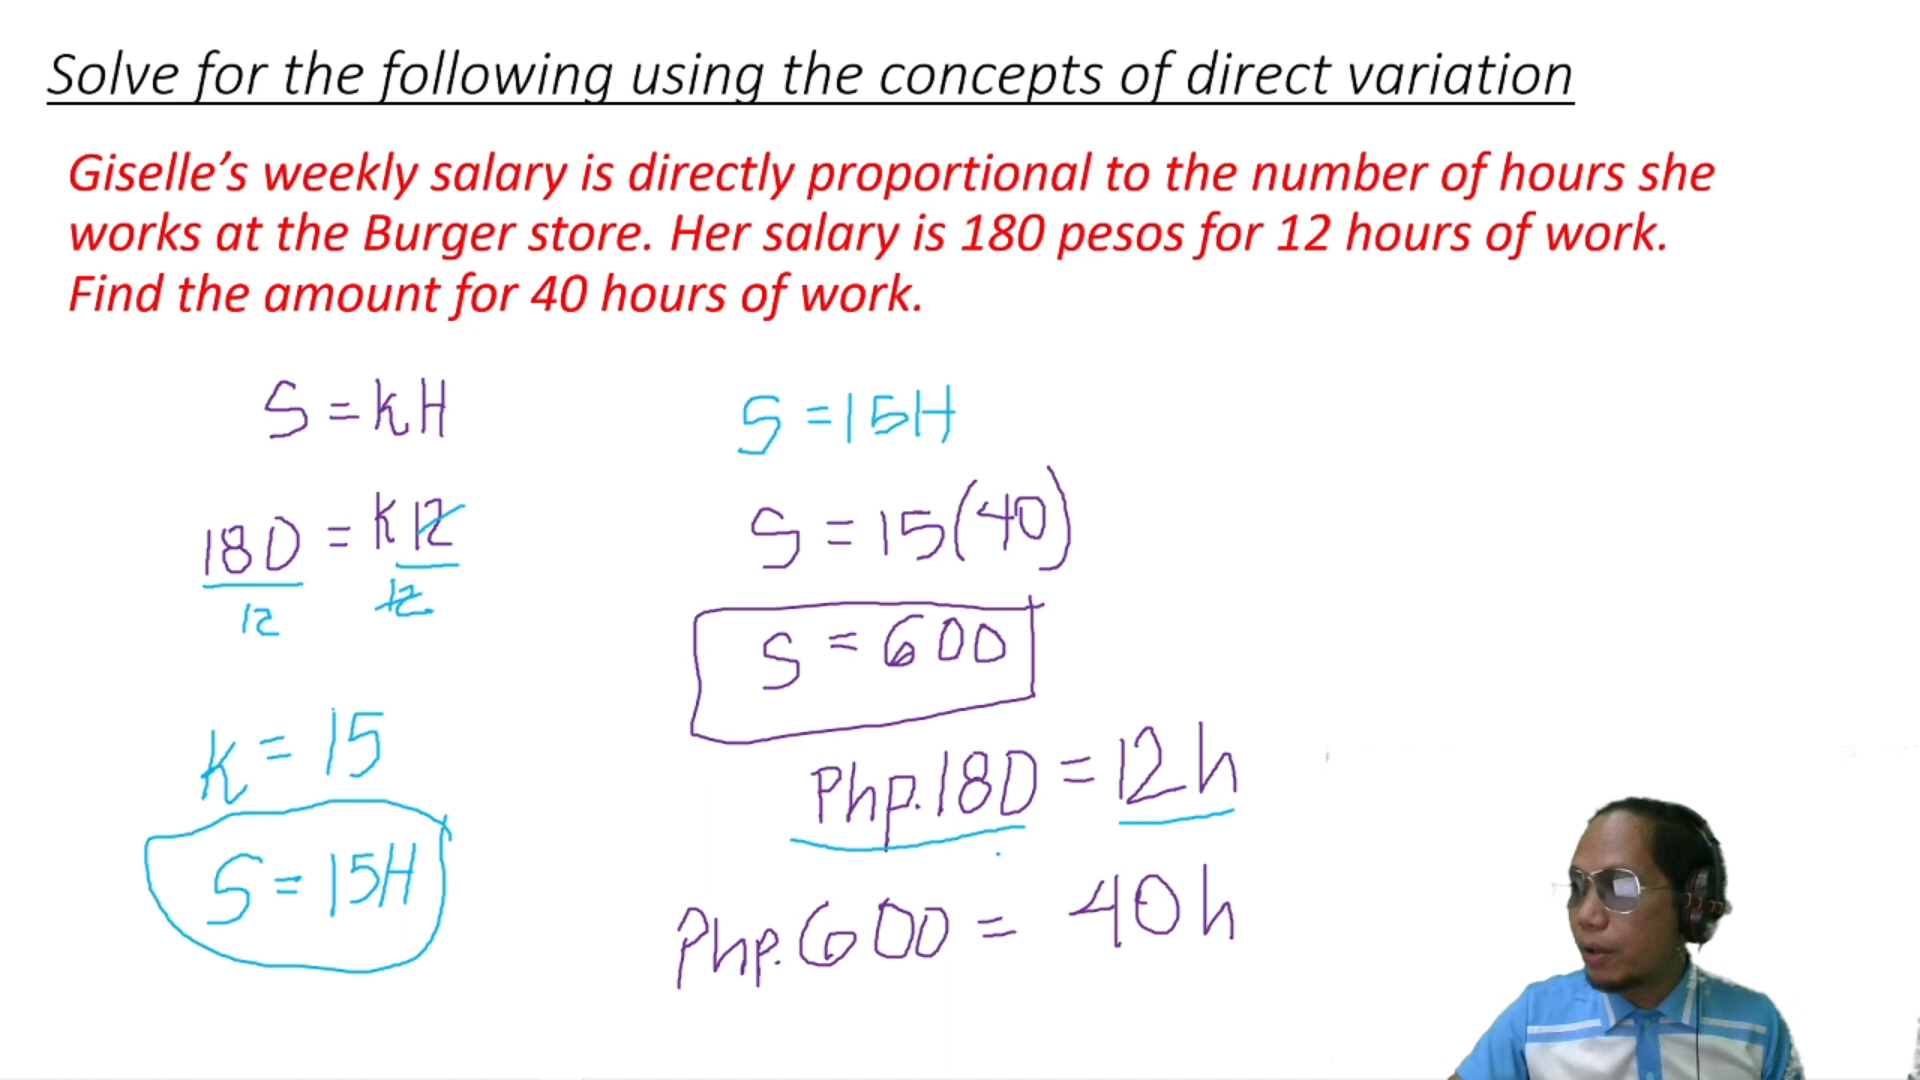 Solve for the following using the concepts of direct variation
Giselle’s weekly salary is directly proportional to the number of hours she
works at the Burger store. Her salary is 180 pesos for 12 hours of work.
Find the amount for 40 hours of work.
S = kH
180 = k12
12 12
k = 15
S = 15H
S = 15H
S = 15(40)
S = 600
Php.180 = 12h
Php.600 = 40h